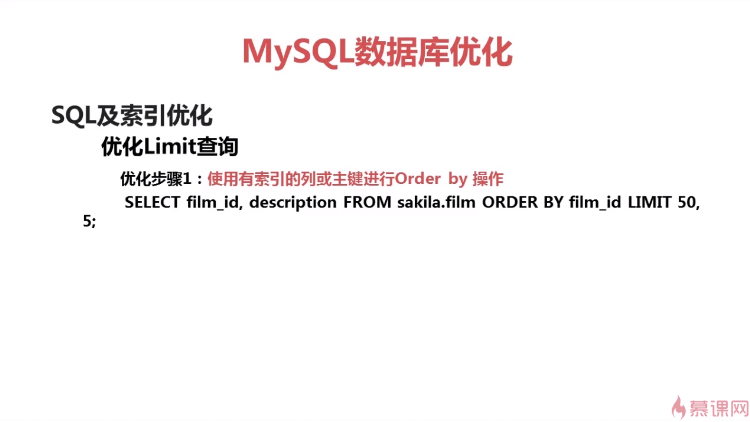 MySQL数据库优化
SQL及索引优化
优化Limit查询
优化步骤1：使用有索引的列或主键进行Order by 操作
SELECT film_id, description FROM sakila.film ORDER BY film_id LIMIT 50,
5;
慕课网